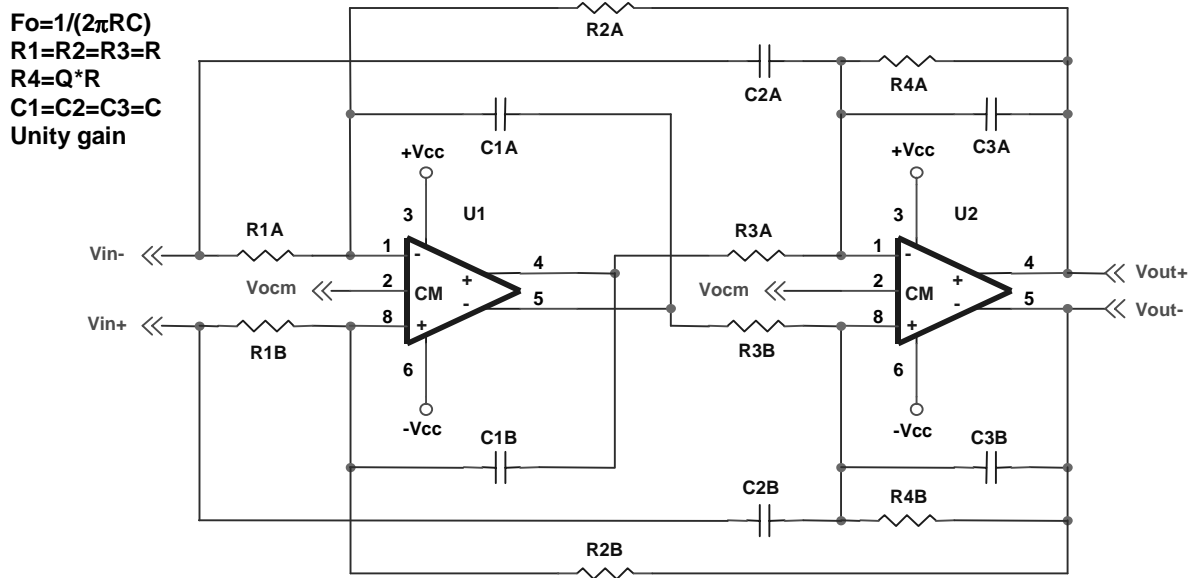 Fo=1/(2πRC)
R1=R2=R3=R
R4=Q*R
C1=C2=C3=C
Unity gain
R2A
C2A
R4A
C1A
C3A
+Vcc
+Vcc
3
U1
3
U2
R1A
R3A
Vin-
1
-
4
1
-
4
Vout+
Vocm
2
CM
+
-
5
Vocm
2
CM
+
-
5
Vout-
Vin+
8
+
8
+
R1B
R3B
6
6
-Vcc
-Vcc
C1B
C3B
C2B
R4B
R2B